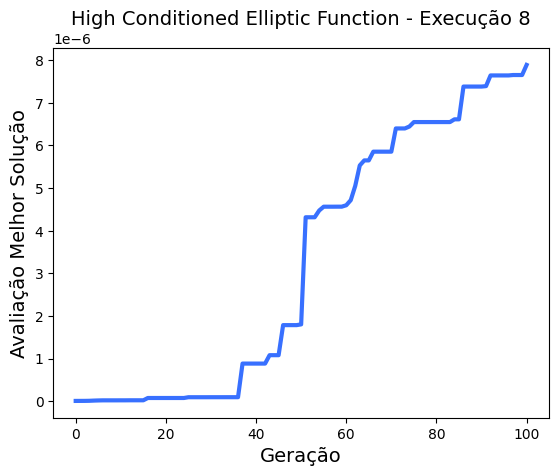 High Conditioned Elliptic Function - Execução 8
1e−6
8
7
6
5
4
3
2
1
0
Avaliação Melhor Solução
0 20 40 60 80 100
Geração